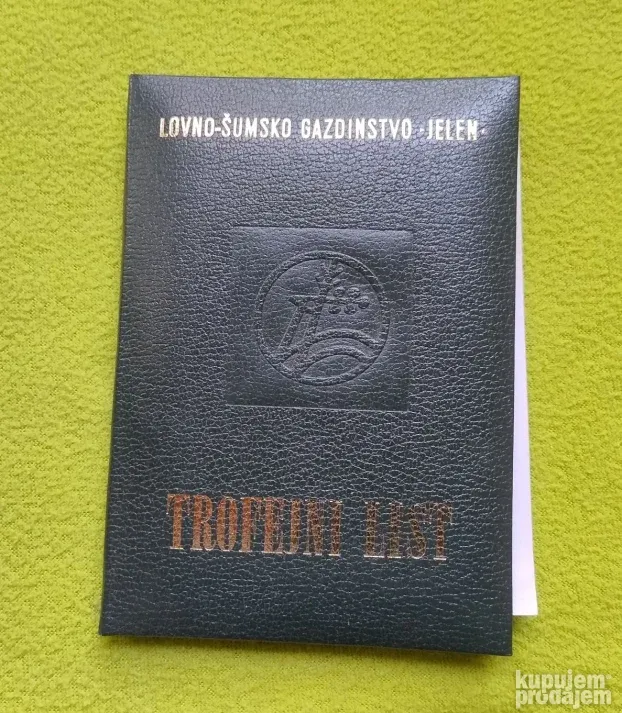 LOVNO-ŠUMSKO GAZDINSTVO ·JELEN·
TROFEJNI LIST
kupujem
prodajem